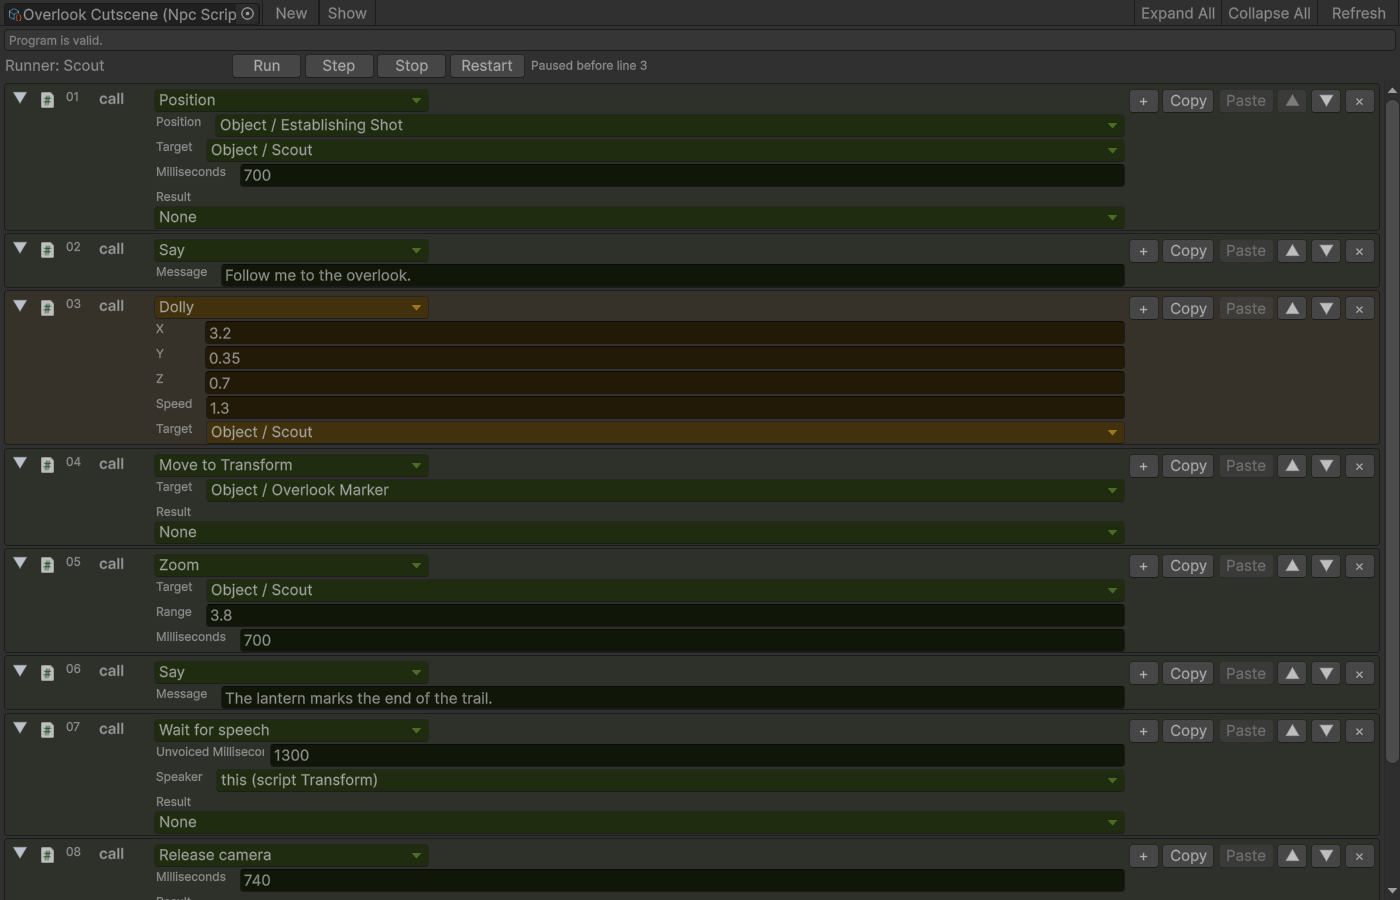 Overlook Cutscene (Npc Scrip New Show Expand All Collapse All Refresh
Program is valid.
Runner: Scout Run Step Stop Restart Paused before line 3
01 call Position + Copy Paste ×
Position Object / Establishing Shot
Target Object / Scout
Milliseconds 700
Result
None
02 call Say + Copy Paste ×
Message Follow me to the overlook.
03 call Dolly + Copy Paste ×
X 3.2
Y 0.35
Z 0.7
Speed 1.3
Target Object / Scout
04 call Move to Transform + Copy Paste ×
Target Object / Overlook Marker
Result
None
05 call Zoom + Copy Paste ×
Target Object / Scout
Range 3.8
Milliseconds 700
06 call Say + Copy Paste ×
Message The lantern marks the end of the trail.
07 call Wait for speech + Copy Paste ×
Unvoiced Millisecor 1300
Speaker this (script Transform)
Result
None
08 call Release camera + Copy Paste ×
Milliseconds 740